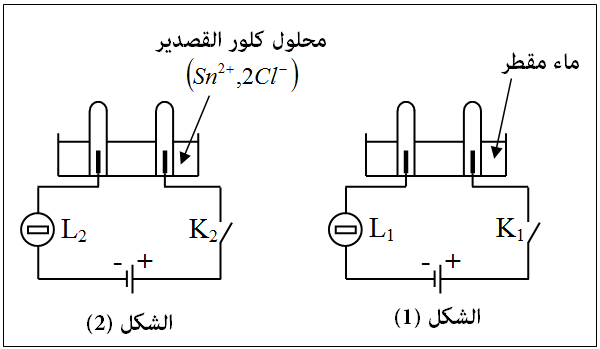 محلول كلور القصدير
(Sn²⁺,2Cl⁻)
ماء مقطر
L₂
K₂
- +
L₁
K₁
- +
الشكل (2)
الشكل (1)